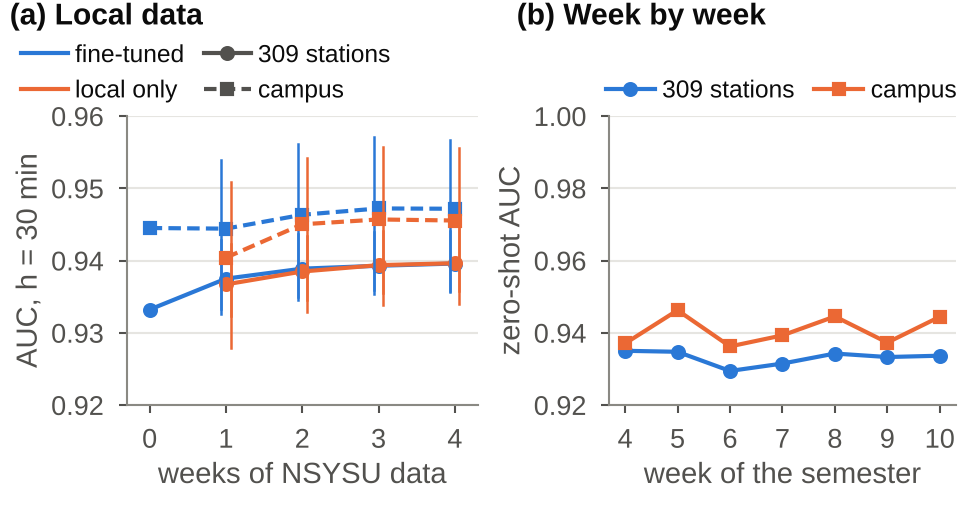 (a) Local data
fine-tuned
309 stations
local only
campus
0.96
0.95
0.94
0.93
0.92
AUC, h = 30 min
0 1 2 3 4
weeks of NSYSU data
(b) Week by week
309 stations
campus
1.00
0.98
0.96
0.94
0.92
zero-shot AUC
4 5 6 7 8 9 10
week of the semester